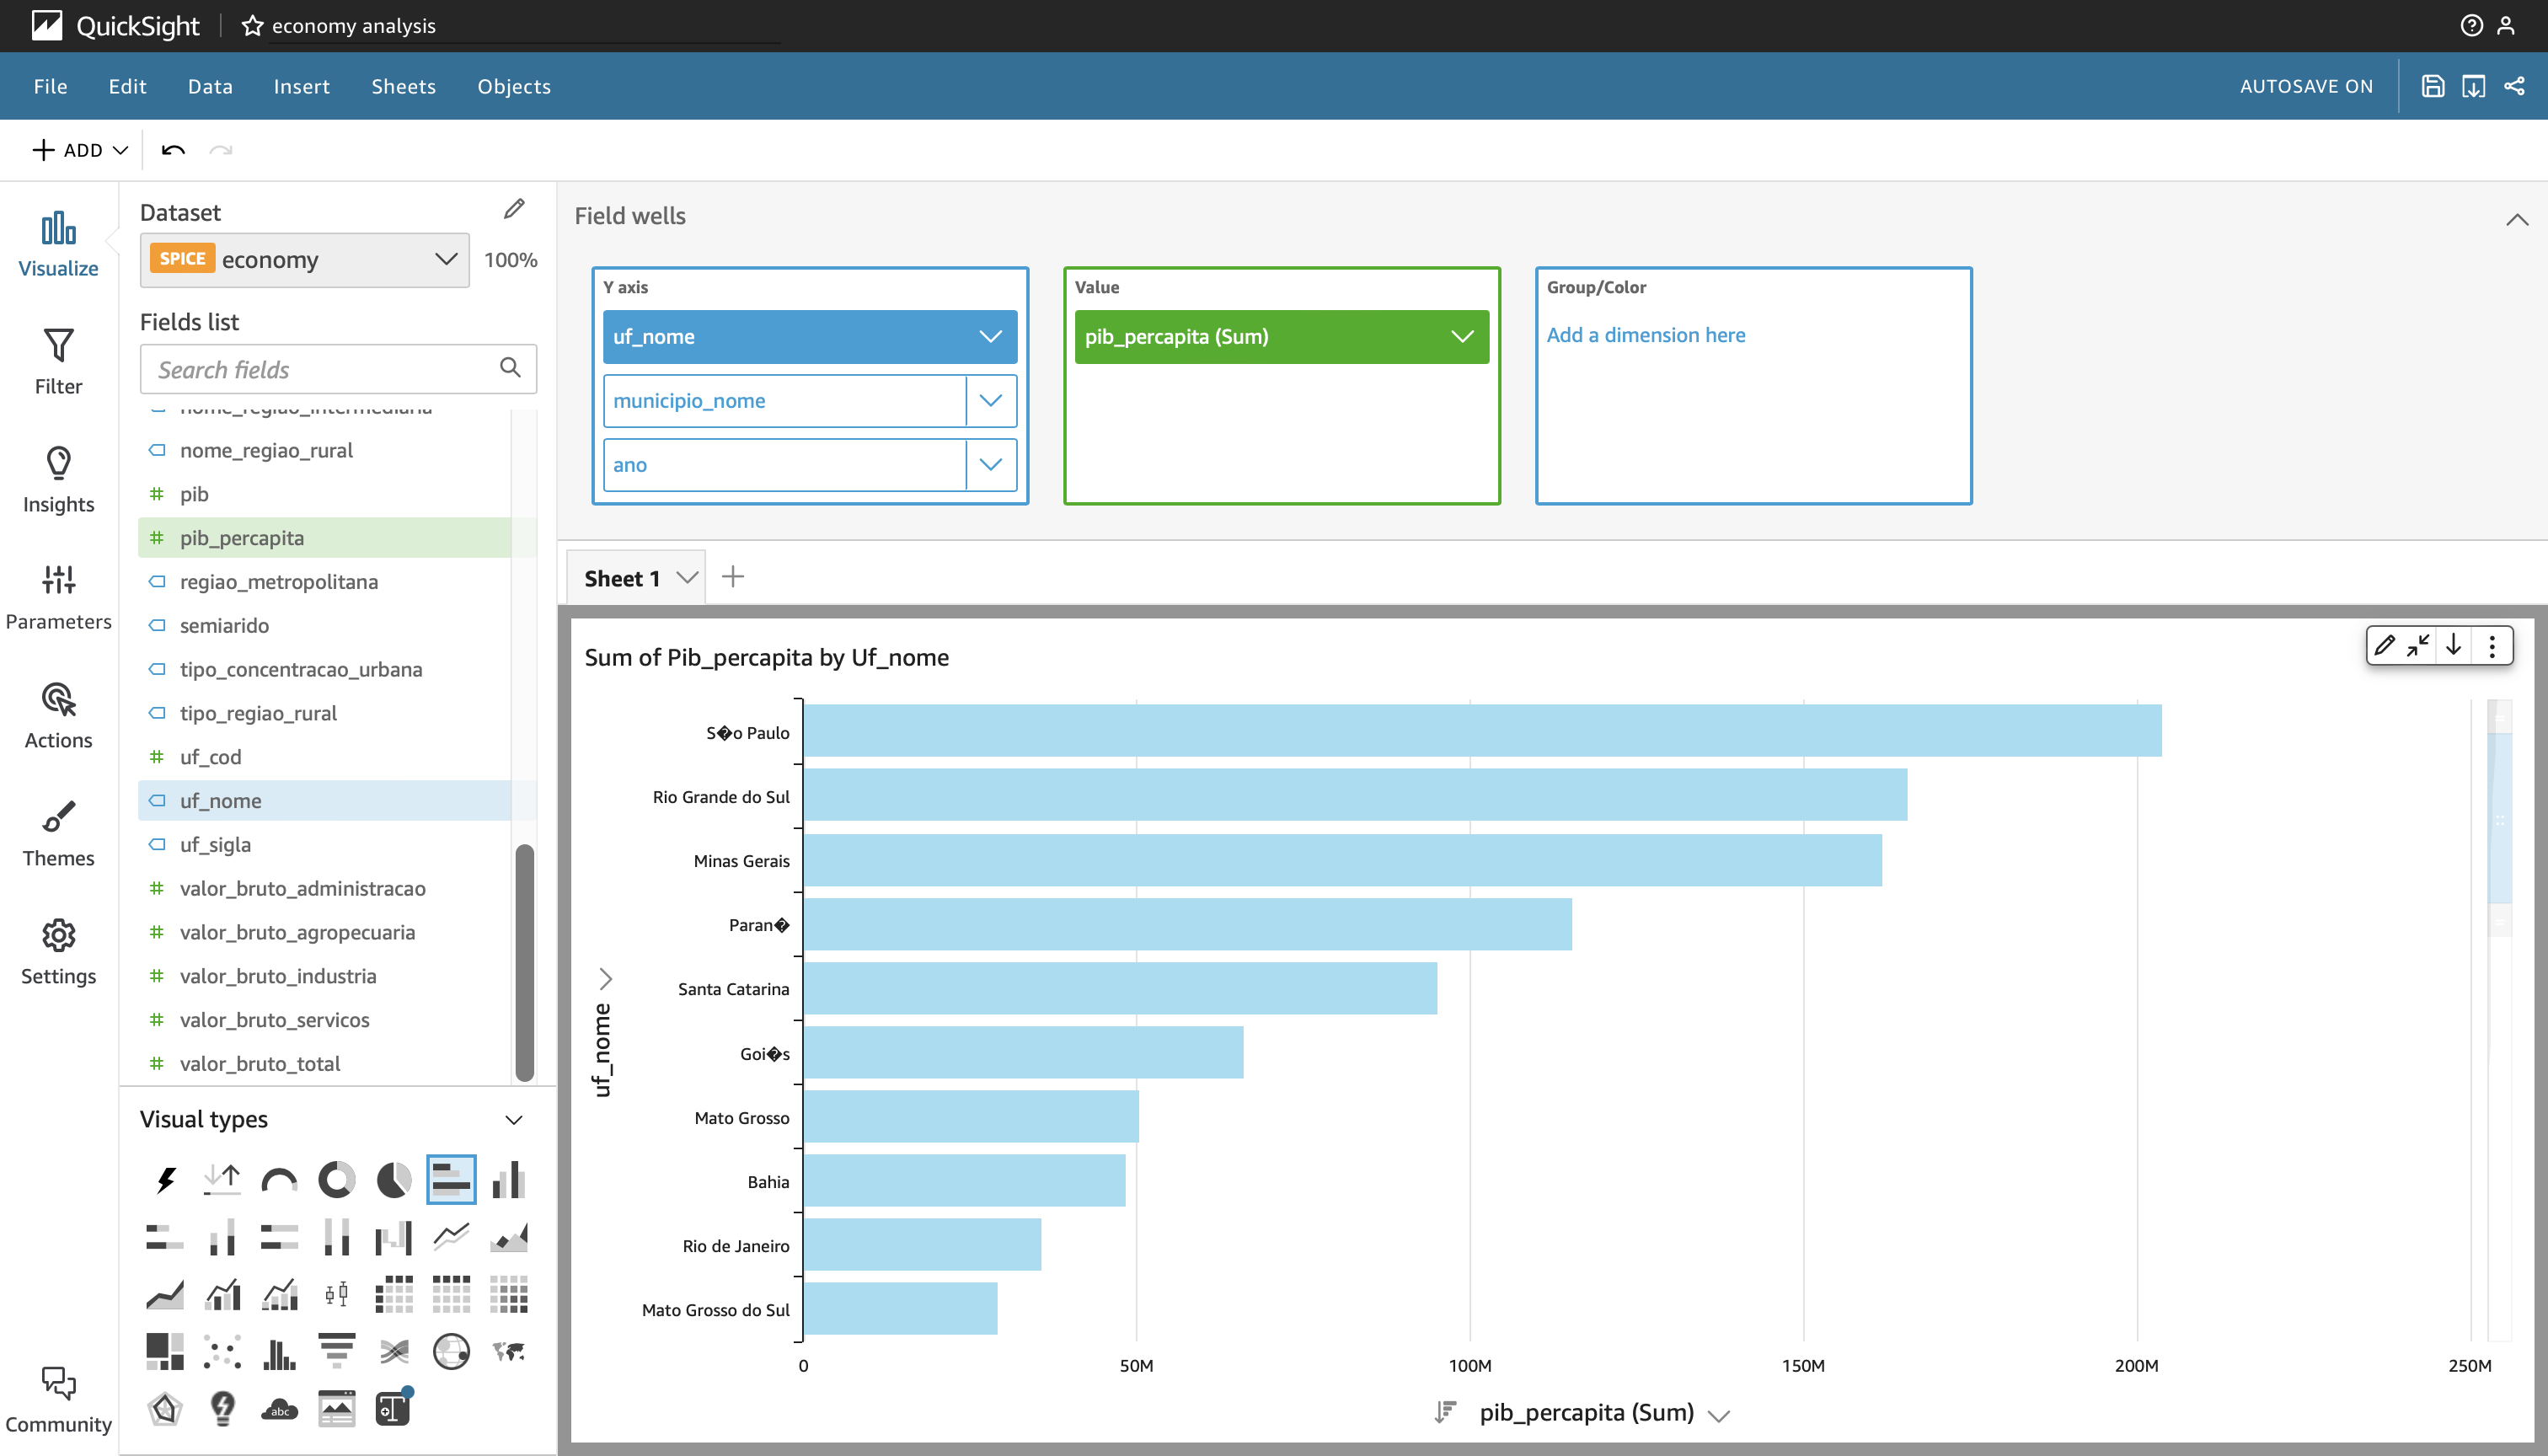 QuickSight
economy analysis
File Edit Data Insert Sheets Objects
AUTOSAVE ON
ADD
Visualize
Filter
Insights
Parameters
Actions
Themes
Settings
Community
Dataset
SPICE economy
100%
Fields list
Search fields
nome_regiao_intermediaria
nome_regiao_rural
# pib
# pib_percapita
regiao_metropolitana
semiarido
tipo_concentracao_urbana
tipo_regiao_rural
# uf_cod
uf_nome
uf_sigla
# valor_bruto_administracao
# valor_bruto_agropecuaria
# valor_bruto_industria
# valor_bruto_servicos
# valor_bruto_total
Visual types
abc
Field wells
Y axis
uf_nome
municipio_nome
ano
Value
pib_percapita (Sum)
Group/Color
Add a dimension here
Sheet 1
Sum of Pib_percapita by Uf_nome
uf_nome
S�o Paulo
Rio Grande do Sul
Minas Gerais
Paran�
Santa Catarina
Goi�s
Mato Grosso
Bahia
Rio de Janeiro
Mato Grosso do Sul
0 50M 100M 150M 200M 250M
pib_percapita (Sum)